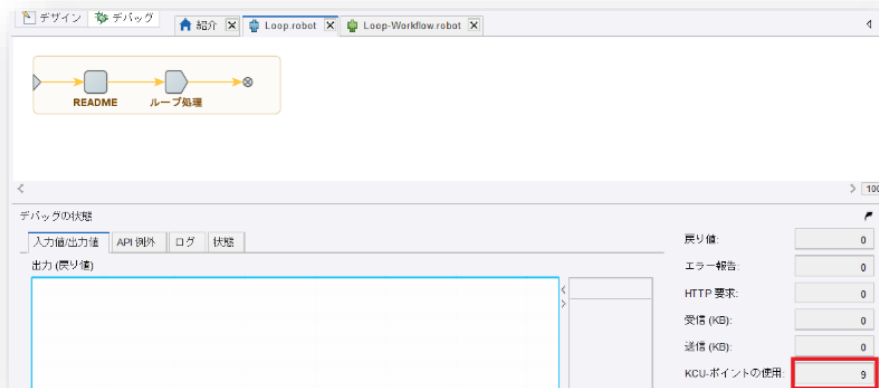 デザイン デバッグ
紹介 Loop.robot Loop-Workflow.robot
README ループ処理
100
デバッグの状態
入力値/出力値 API 例外 ログ 状態
出力 (戻り値)
戻り値: 0
エラー報告: 0
HTTP 要求: 0
受信 (KB): 0
送信 (KB): 0
KCU-ポイントの使用: 9